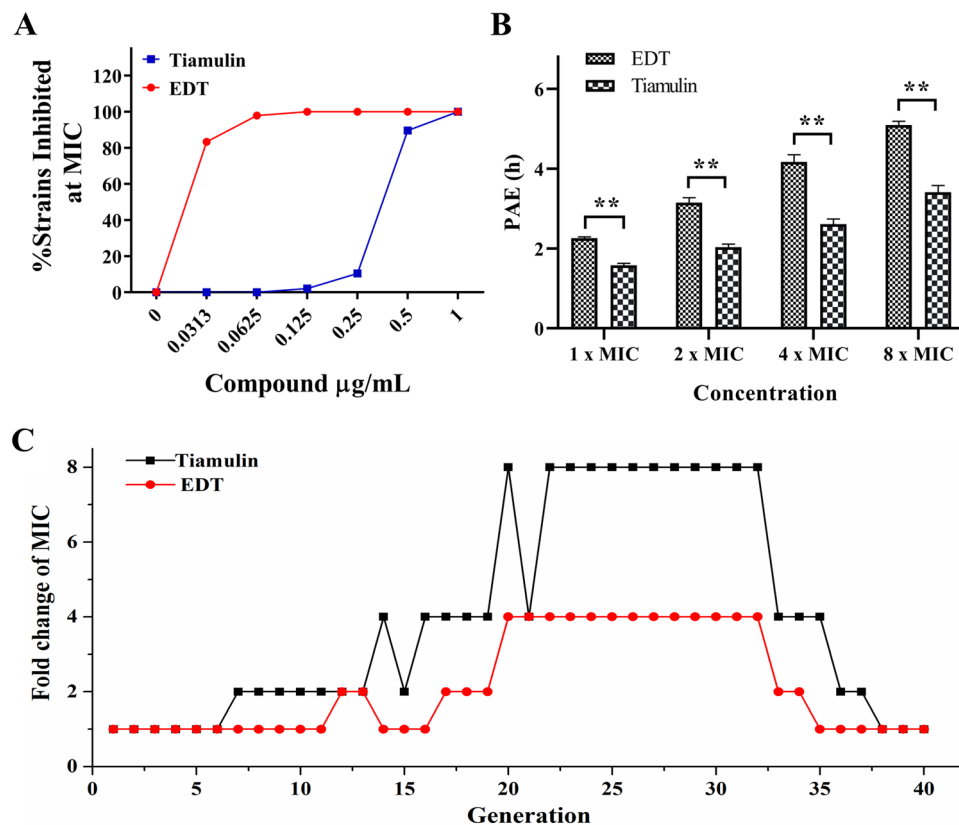 A
Tiamulin
EDT
%Strains Inhibited
at MIC
120
100
80
60
40
20
0
0
0.0313
0.0625
0.125
0.25
0.5
1
Compound μg/mL
B
EDT
Tiamulin
PAE (h)
6
4
2
0
**
**
**
**
1 x MIC
2 x MIC
4 x MIC
8 x MIC
Concentration
C
Tiamulin
EDT
Fold change of MIC
8
6
4
2
0
0
5
10
15
20
25
30
35
40
Generation